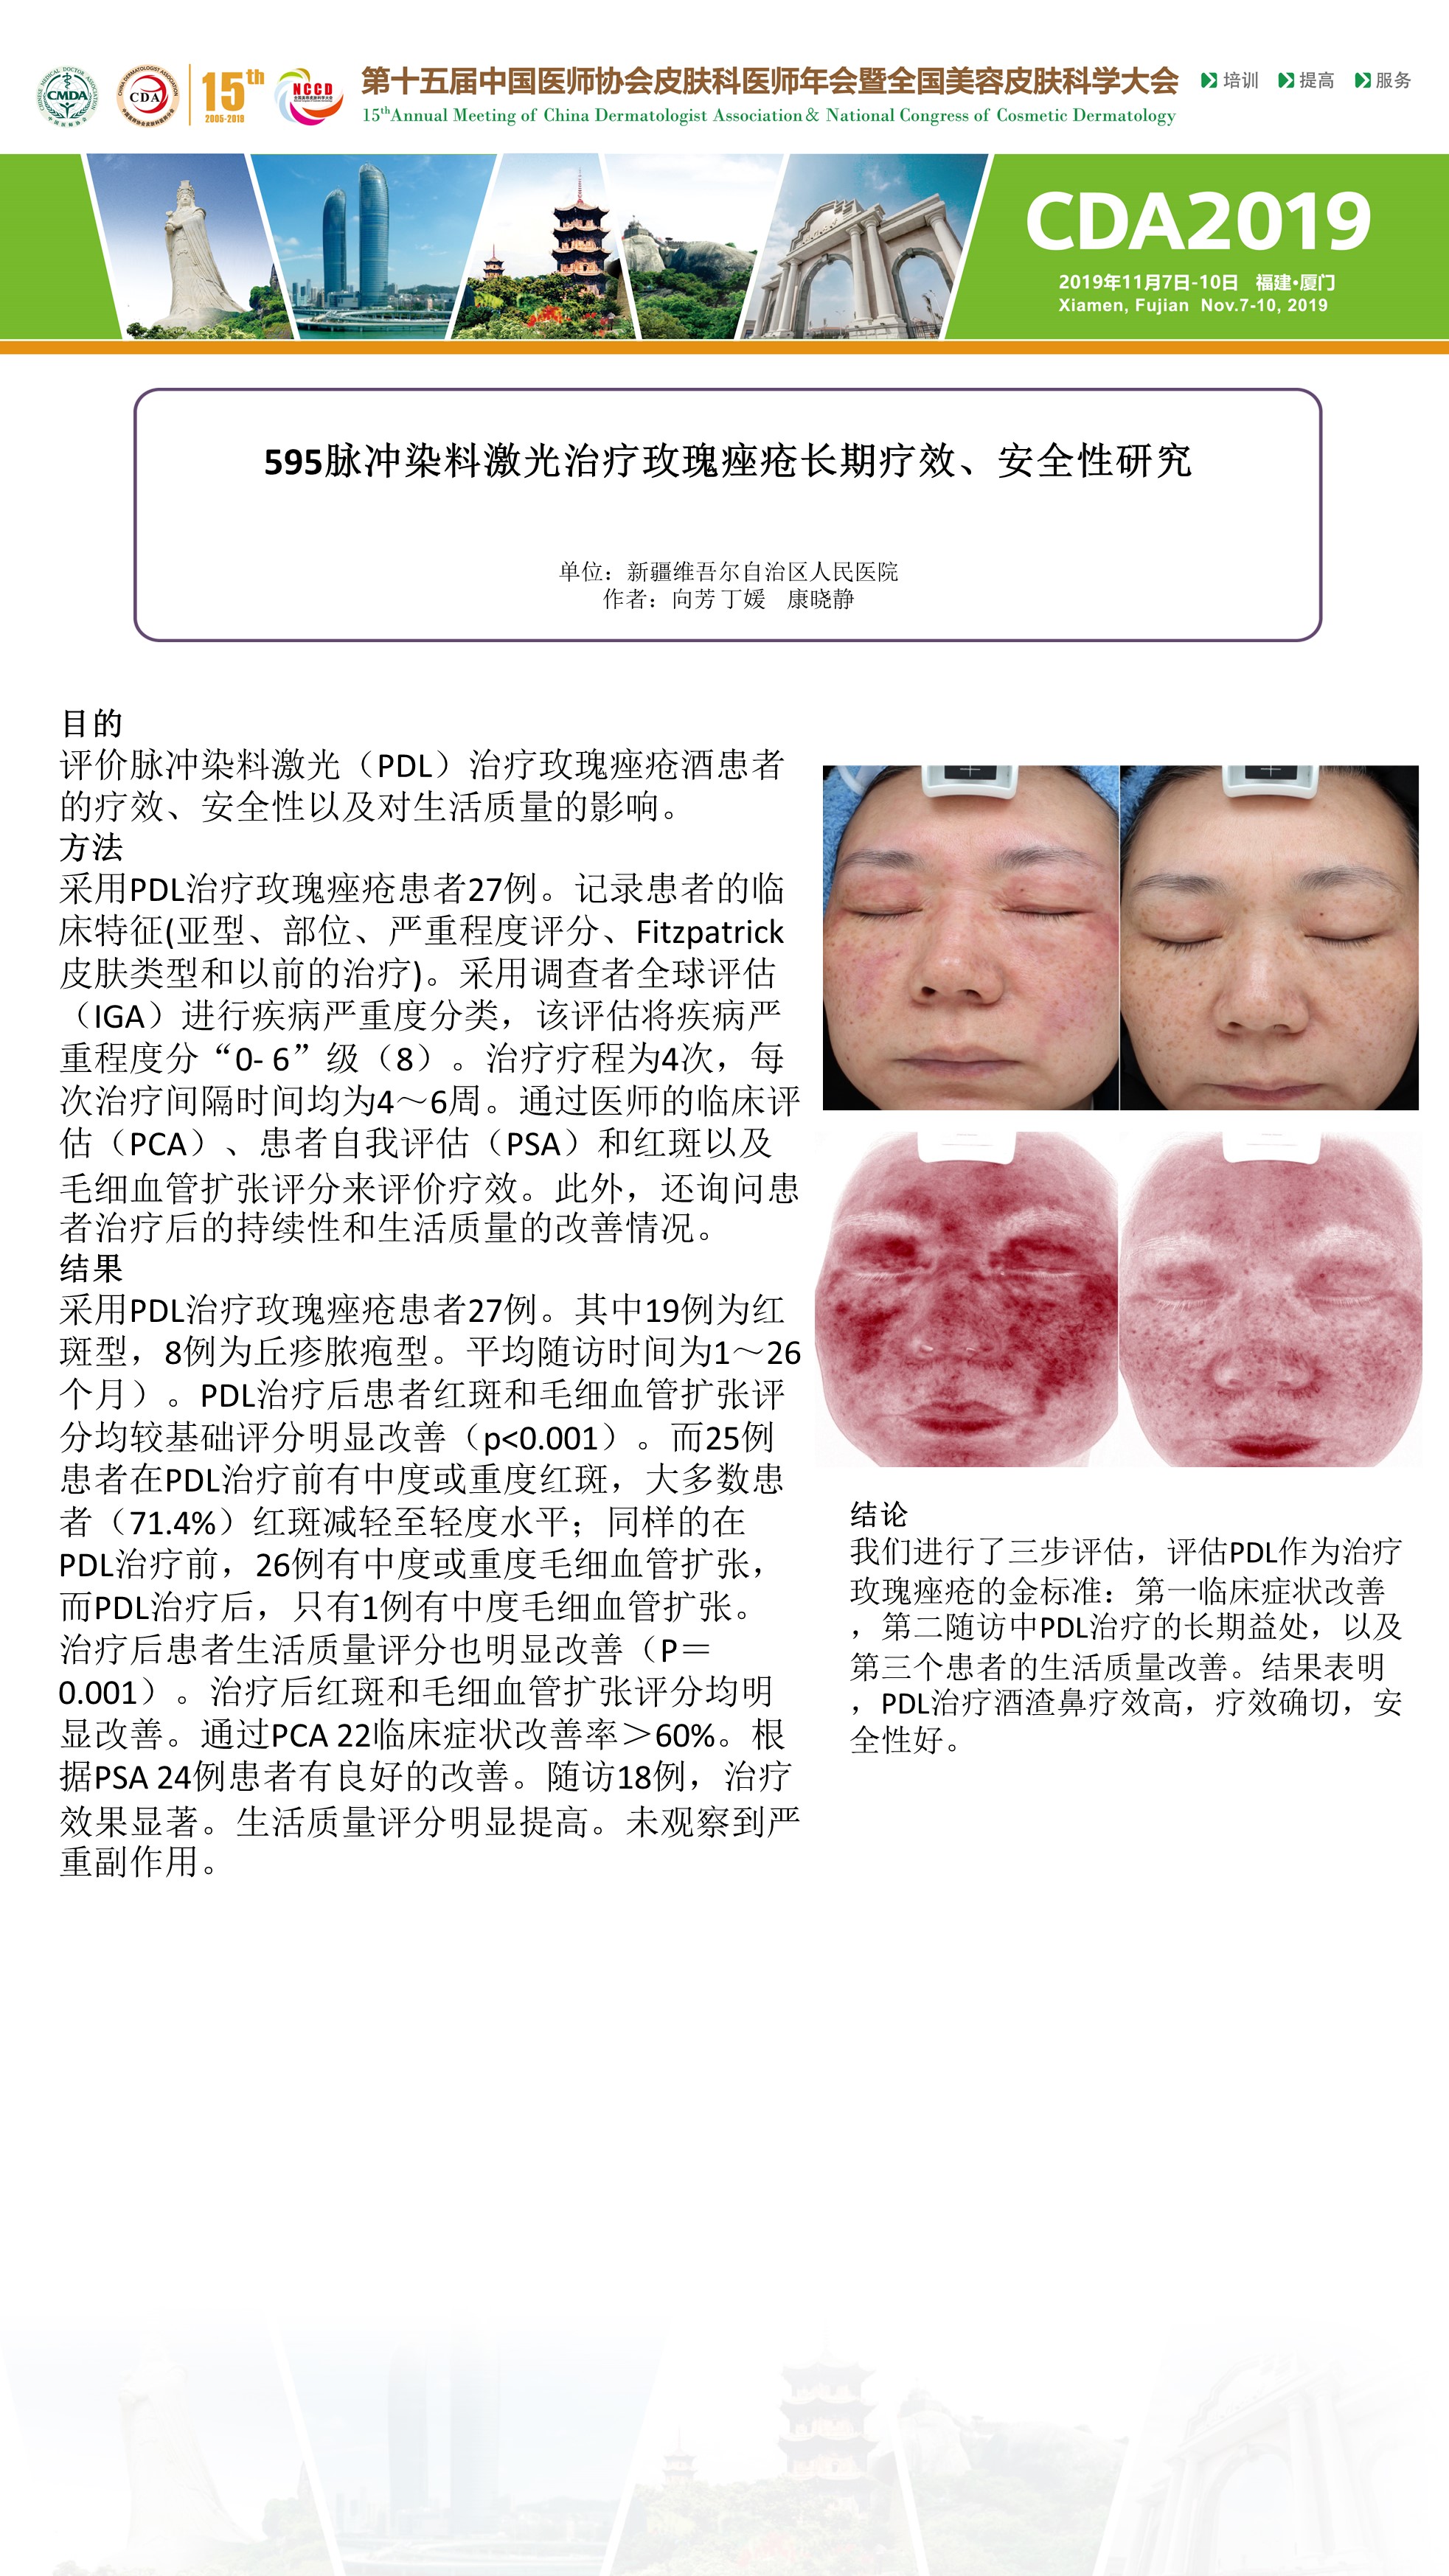 CMDA
CDA
15th
2005-2019
NCCD
第十五届中国医师协会皮肤科医师年会暨全国美容皮肤科学大会
15thAnnual Meeting of China Dermatologist Association& National Congress of Cosmetic Dermatology
培训 提高 服务
CDA2019
2019年11月7日-10日 福建·厦门
Xiamen, Fujian Nov.7-10, 2019
595脉冲染料激光治疗玫瑰痤疮长期疗效、安全性研究
单位：新疆维吾尔自治区人民医院
作者：向芳 丁媛 康晓静
目的
评价脉冲染料激光（PDL）治疗玫瑰痤疮酒患者
的疗效、安全性以及对生活质量的影响。
方法
采用PDL治疗玫瑰痤疮患者27例。记录患者的临
床特征(亚型、部位、严重程度评分、Fitzpatrick
皮肤类型和以前的治疗)。采用调查者全球评估
（IGA）进行疾病严重度分类，该评估将疾病严
重程度分“0- 6”级（8）。治疗疗程为4次，每
次治疗间隔时间均为4～6周。通过医师的临床评
估（PCA）、患者自我评估（PSA）和红斑以及
毛细血管扩张评分来评价疗效。此外，还询问患
者治疗后的持续性和生活质量的改善情况。
结果
采用PDL治疗玫瑰痤疮患者27例。其中19例为红
斑型，8例为丘疹脓疱型。平均随访时间为1～26
个月）。PDL治疗后患者红斑和毛细血管扩张评
分均较基础评分明显改善（p<0.001）。而25例
患者在PDL治疗前有中度或重度红斑，大多数患
者（71.4%）红斑减轻至轻度水平；同样的在
PDL治疗前，26例有中度或重度毛细血管扩张，
而PDL治疗后，只有1例有中度毛细血管扩张。
治疗后患者生活质量评分也明显改善（P＝
0.001）。治疗后红斑和毛细血管扩张评分均明
显改善。通过PCA 22临床症状改善率＞60%。根
据PSA 24例患者有良好的改善。随访18例，治疗
效果显著。生活质量评分明显提高。未观察到严
重副作用。
结论
我们进行了三步评估，评估PDL作为治疗
玫瑰痤疮的金标准：第一临床症状改善
，第二随访中PDL治疗的长期益处，以及
第三个患者的生活质量改善。结果表明
，PDL治疗酒渣鼻疗效高，疗效确切，安
全性好。